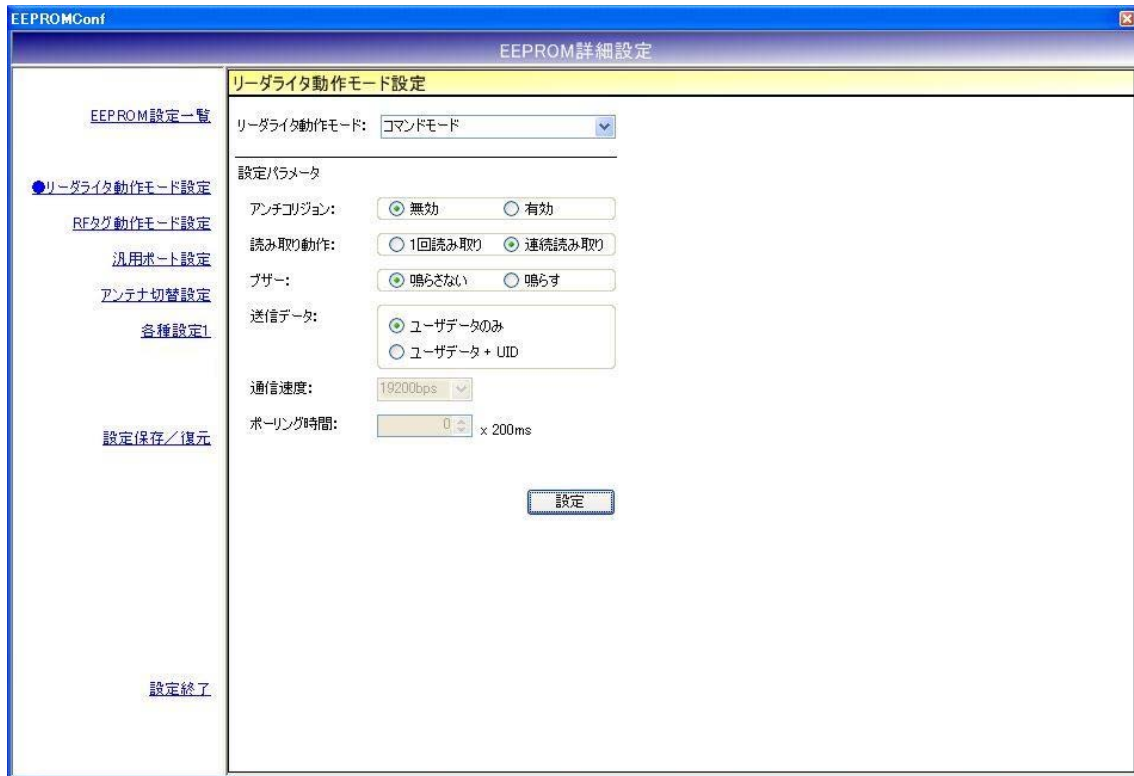 EEPROMConf
EEPROM詳細設定
EEPROM設定一覧
●リーダライタ動作モード設定
RFタグ動作モード設定
汎用ポート設定
アンテナ切替設定
各種設定1
設定保存／復元
設定終了
リーダライタ動作モード設定
リーダライタ動作モード: コマンドモード
設定パラメータ
アンチコリジョン: 無効 有効
読み取り動作: 1回読み取り 連続読み取り
ブザー: 鳴らさない 鳴らす
送信データ: ユーザデータのみ
ユーザデータ + UID
通信速度: 19200bps
ポーリング時間: 0 x 200ms
設定